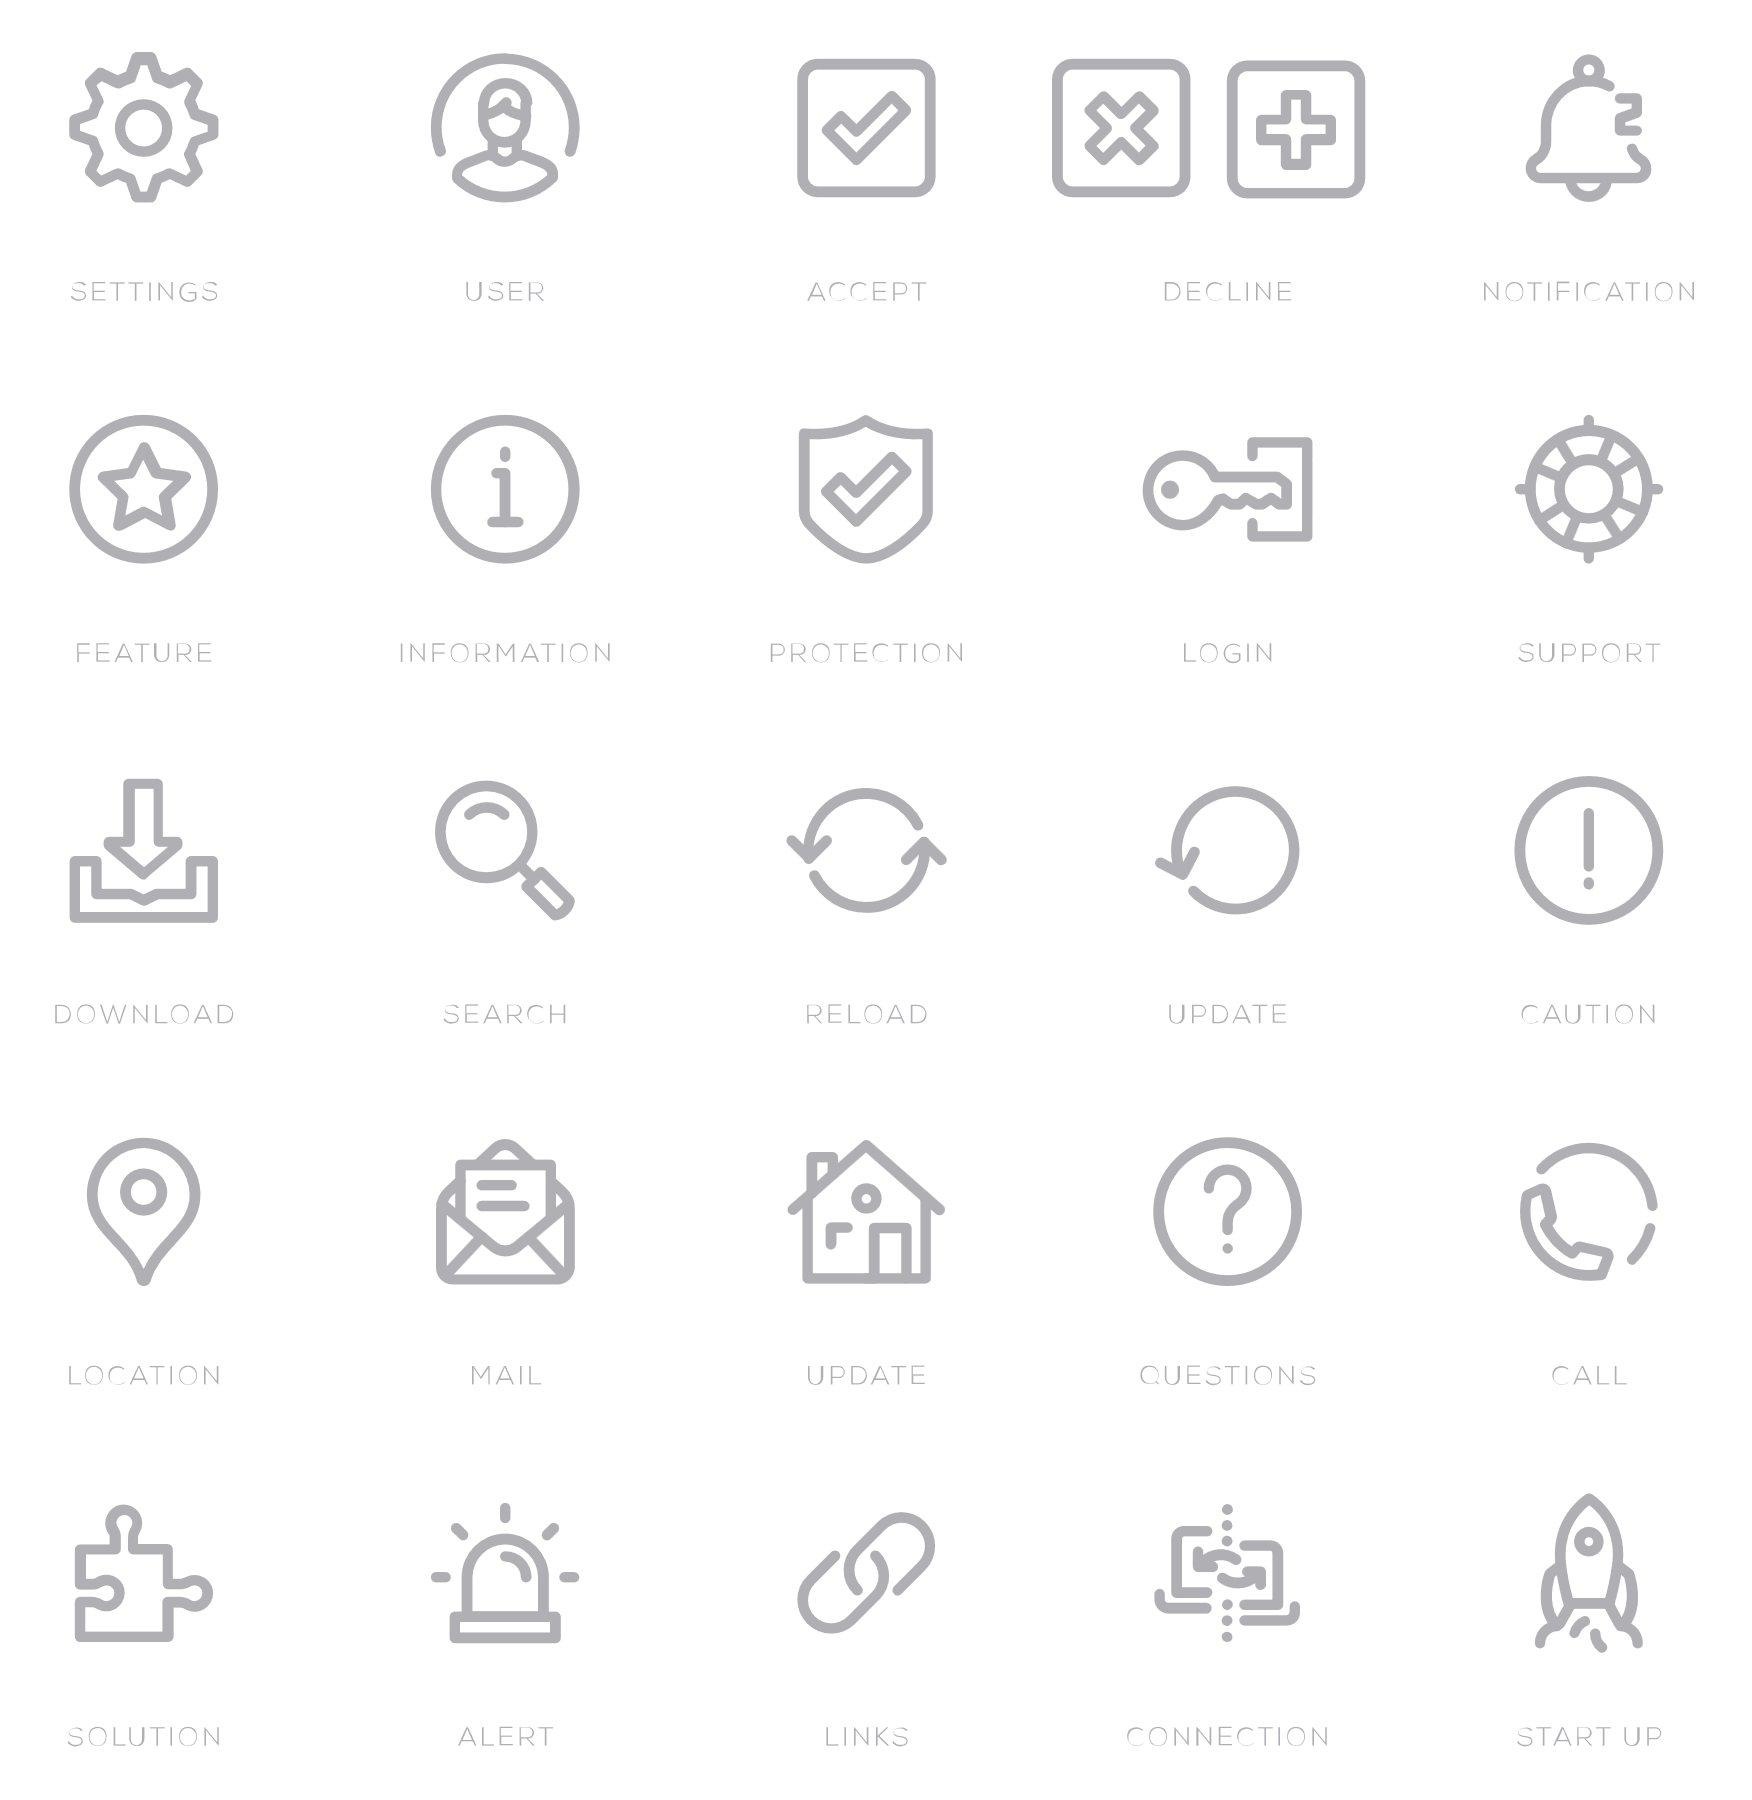 SETTINGS
USER
ACCEPT
DECLINE
NOTIFICATION
FEATURE
INFORMATION
PROTECTION
LOGIN
SUPPORT
DOWNLOAD
SEARCH
RELOAD
UPDATE
CAUTION
LOCATION
MAIL
UPDATE
QUESTIONS
CALL
SOLUTION
ALERT
LINKS
CONNECTION
START UP